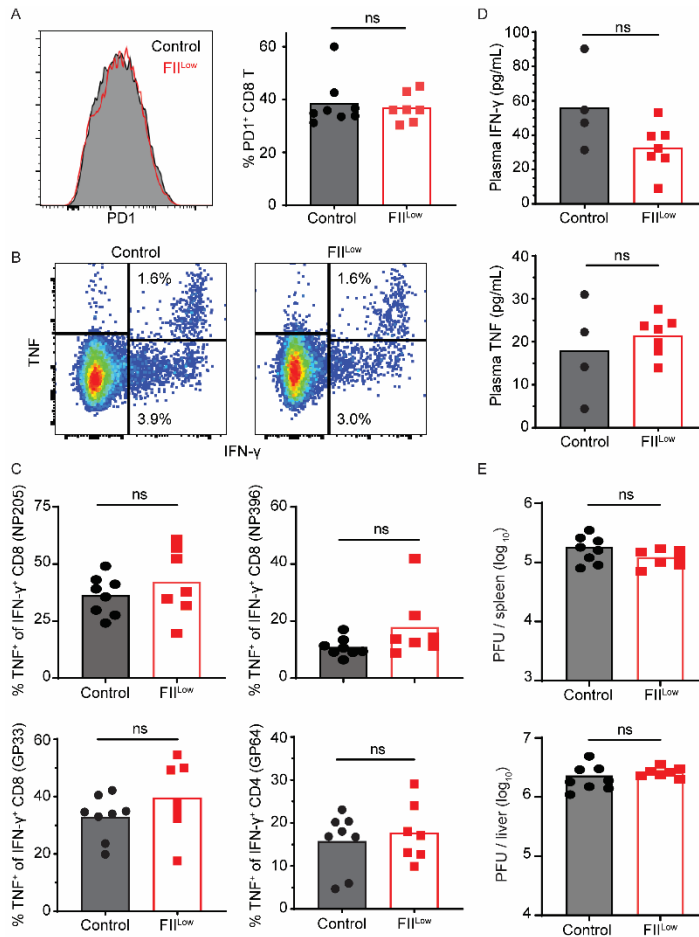 A
Control
FII^Low
PD1
ns
% PD1⁺ CD8 T
60
40
20
0
Control
FII^Low
B
Control
FII^Low
1.6%
3.9%
1.6%
3.0%
TNF
IFN-γ
C
ns
% TNF⁺ of IFN-γ⁺ CD8 (NP205)
75
50
25
0
Control
FII^Low
ns
% TNF⁺ of IFN-γ⁺ CD8 (NP396)
60
40
20
0
Control
FII^Low
ns
% TNF⁺ of IFN-γ⁺ CD8 (GP33)
60
40
20
0
Control
FII^Low
ns
% TNF⁺ of IFN-γ⁺ CD4 (GP64)
40
30
20
10
0
Control
FII^Low
D
ns
Plasma IFN-γ (pg/mL)
100
80
60
40
20
0
Control
FII^Low
ns
Plasma TNF (pg/mL)
40
30
20
10
0
Control
FII^Low
E
ns
PFU / spleen (log₁₀)
6
5
4
3
Control
FII^Low
ns
PFU / liver (log₁₀)
7
6
5
4
Control
FII^Low